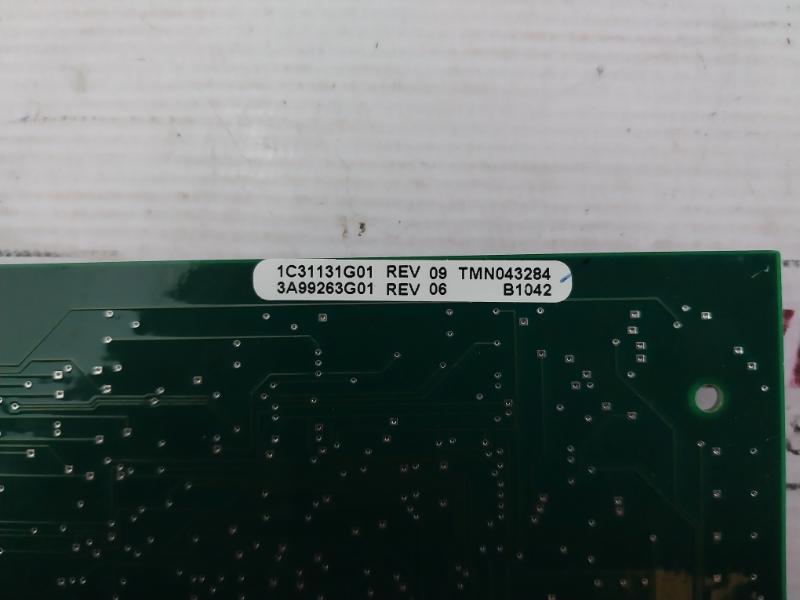 1C31131G01 REV 09 TMN043284
3A99263G01 REV 06 B1042